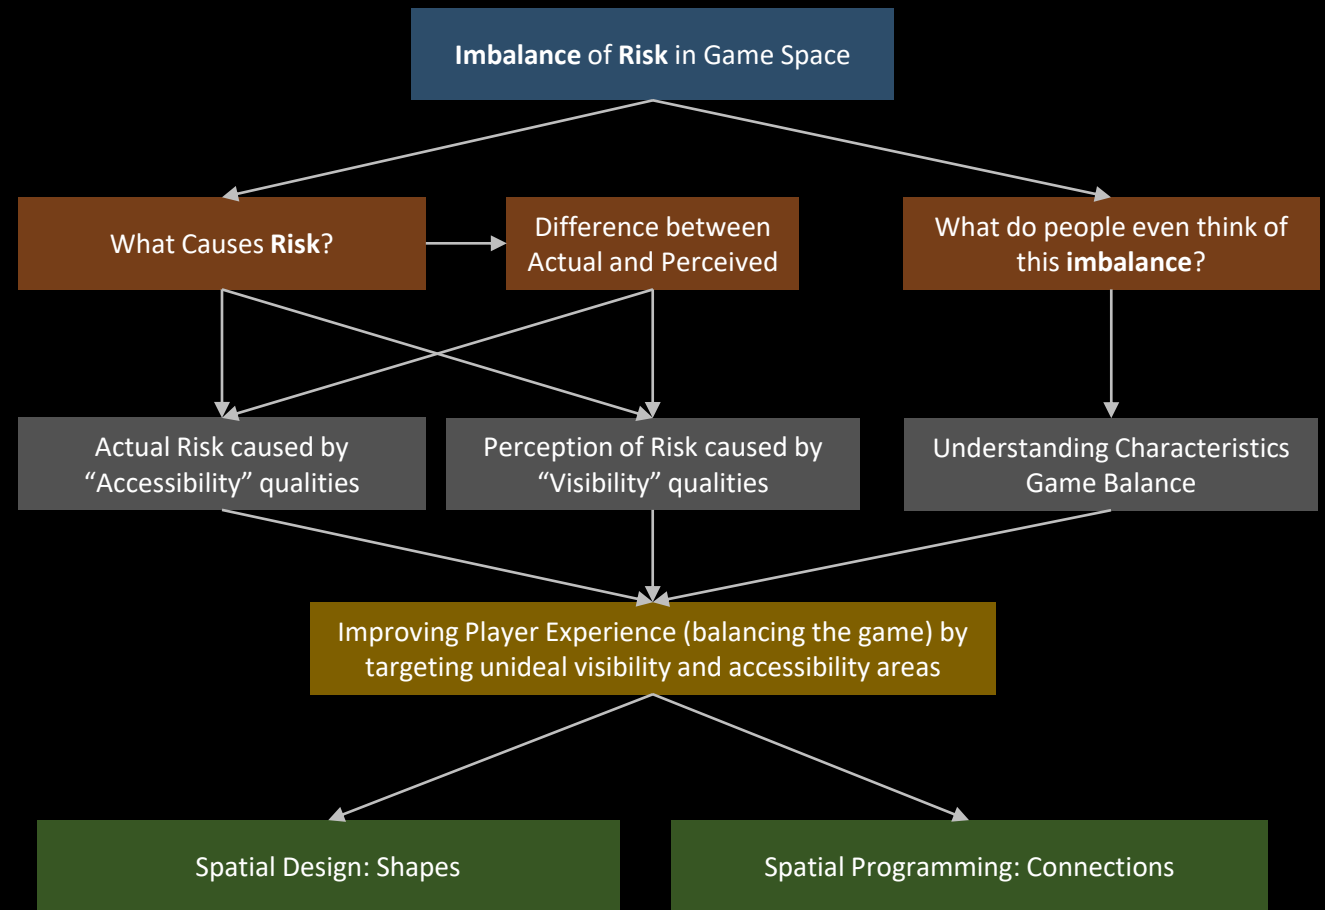 Imbalance of Risk in Game Space
What Causes Risk?
Difference between
Actual and Perceived
What do people even think of
this imbalance?
Actual Risk caused by
“Accessibility” qualities
Perception of Risk caused by
“Visibility” qualities
Understanding Characteristics
Game Balance
Improving Player Experience (balancing the game) by
targeting unideal visibility and accessibility areas
Spatial Design: Shapes
Spatial Programming: Connections